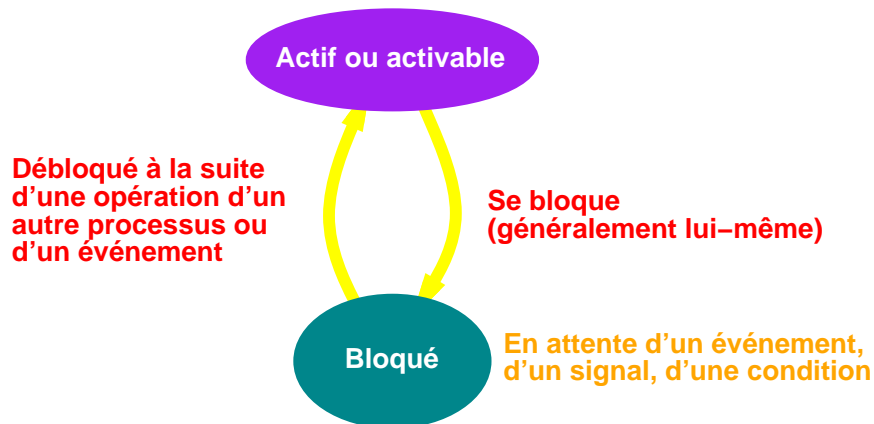 Actif ou activable
Débloqué à la suite
d'une opération d'un
autre processus ou
d'un événement
Se bloque
(généralement lui−même)
Bloqué
En attente d'un événement,
d'un signal, d'une condition